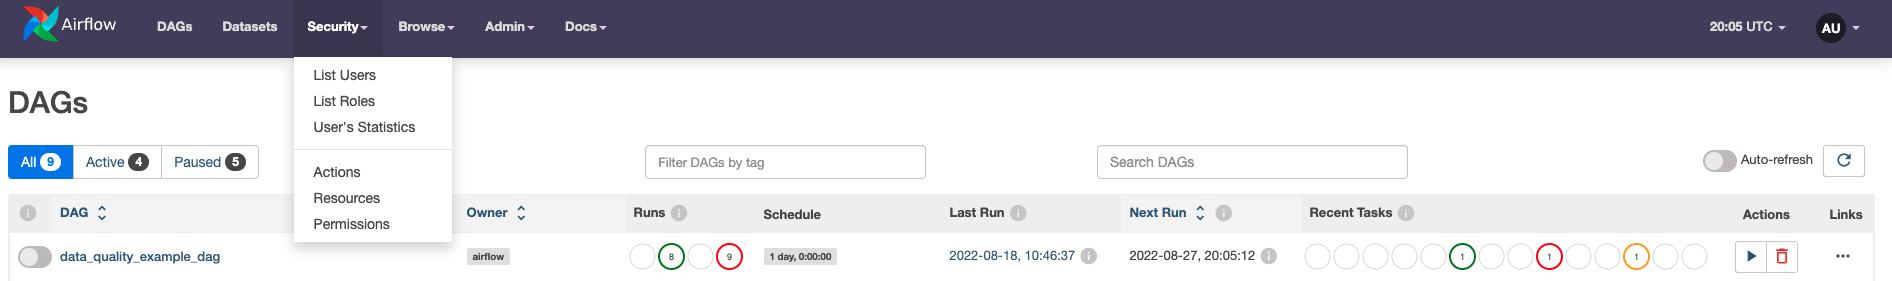 Airflow DAGs Datasets Security Browse Admin Docs 20:05 UTC AU
List Users
List Roles
User's Statistics
Actions
Resources
Permissions
DAGs
All 9 Active 4 Paused 5 Filter DAGs by tag Search DAGs Auto-refresh
DAG Owner Runs Schedule Last Run Next Run Recent Tasks Actions Links
data_quality_example_dag airflow 8 9 1 day, 0:00:00 2022-08-18, 10:46:37 2022-08-27, 20:05:12 1 1 1